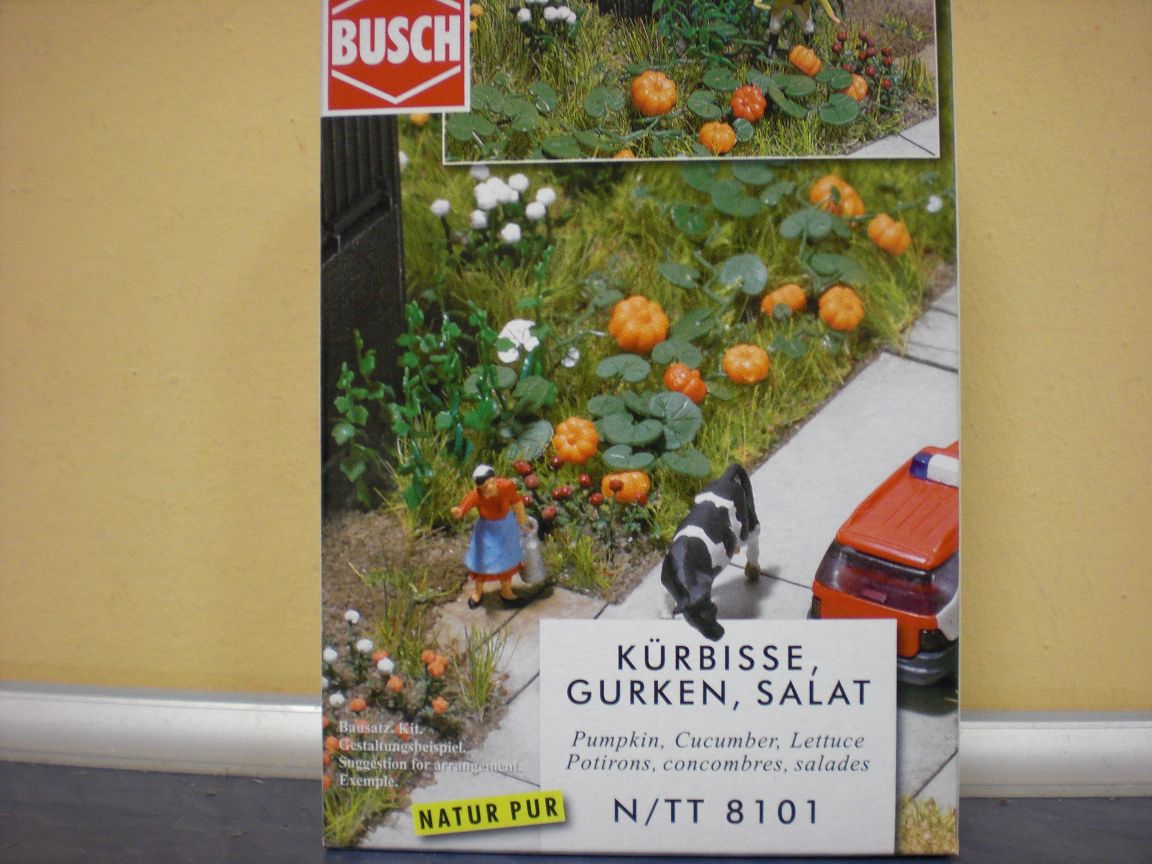 BUSCH
KÜRBISSE,
GURKEN, SALAT
Pumpkin, Cucumber, Lettuce
Potirons, concombres, salades
N/TT 8101
Bausatz. Kit.
Gestaltungsbeispiel.
Suggestion for arrangement.
Exemple.
NATUR PUR